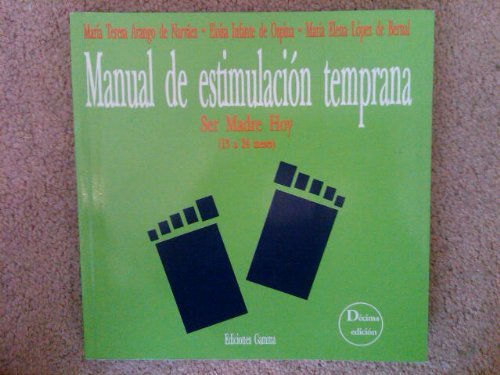 María Teresa Arango de Narváez - Eloísa Infante de Ospina - María Elena López de Bernal
Manual de estimulación temprana
Ser Madre Hoy
(13 a 24 meses)
Décima
edición
Ediciones Gamma